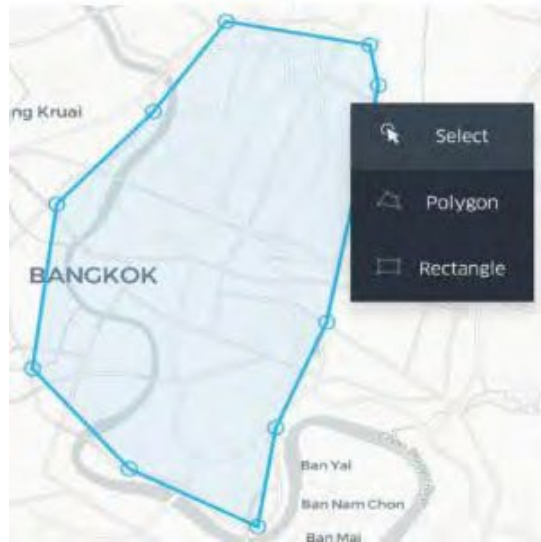 ng Kruai
Select
Polygon
BANGKOK
Rectangle
Ban Yai
Ban Nam Chon
Ban Mai